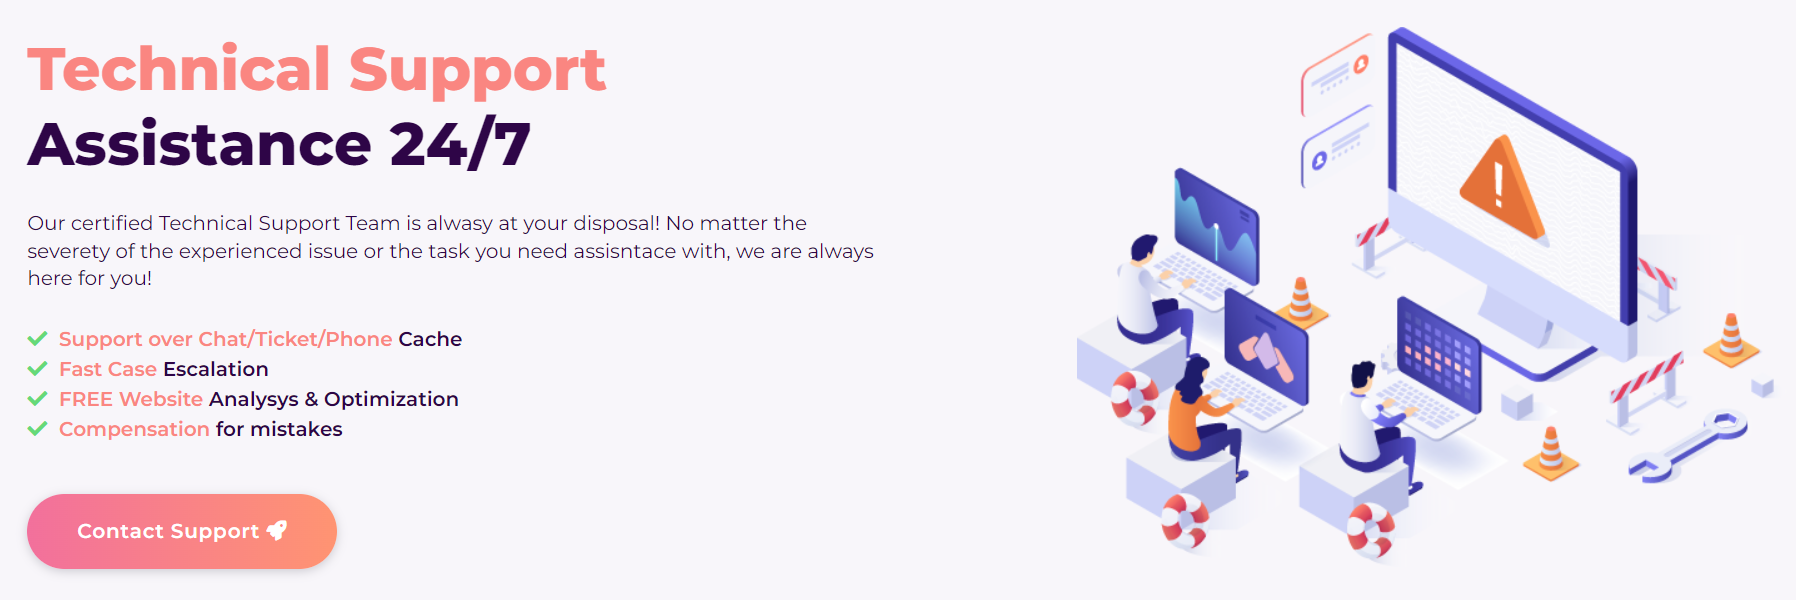 Technical Support
Assistance 24/7
Our certified Technical Support Team is alwasy at your disposal! No matter the
severety of the experienced issue or the task you need assisntace with, we are always
here for you!
Support over Chat/Ticket/Phone Cache
Fast Case Escalation
FREE Website Analysys & Optimization
Compensation for mistakes
Contact Support